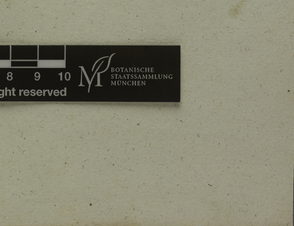 8 9 10
ght reserved
M
BOTANISCHE
STAATSSAMMLUNG
MÜNCHEN